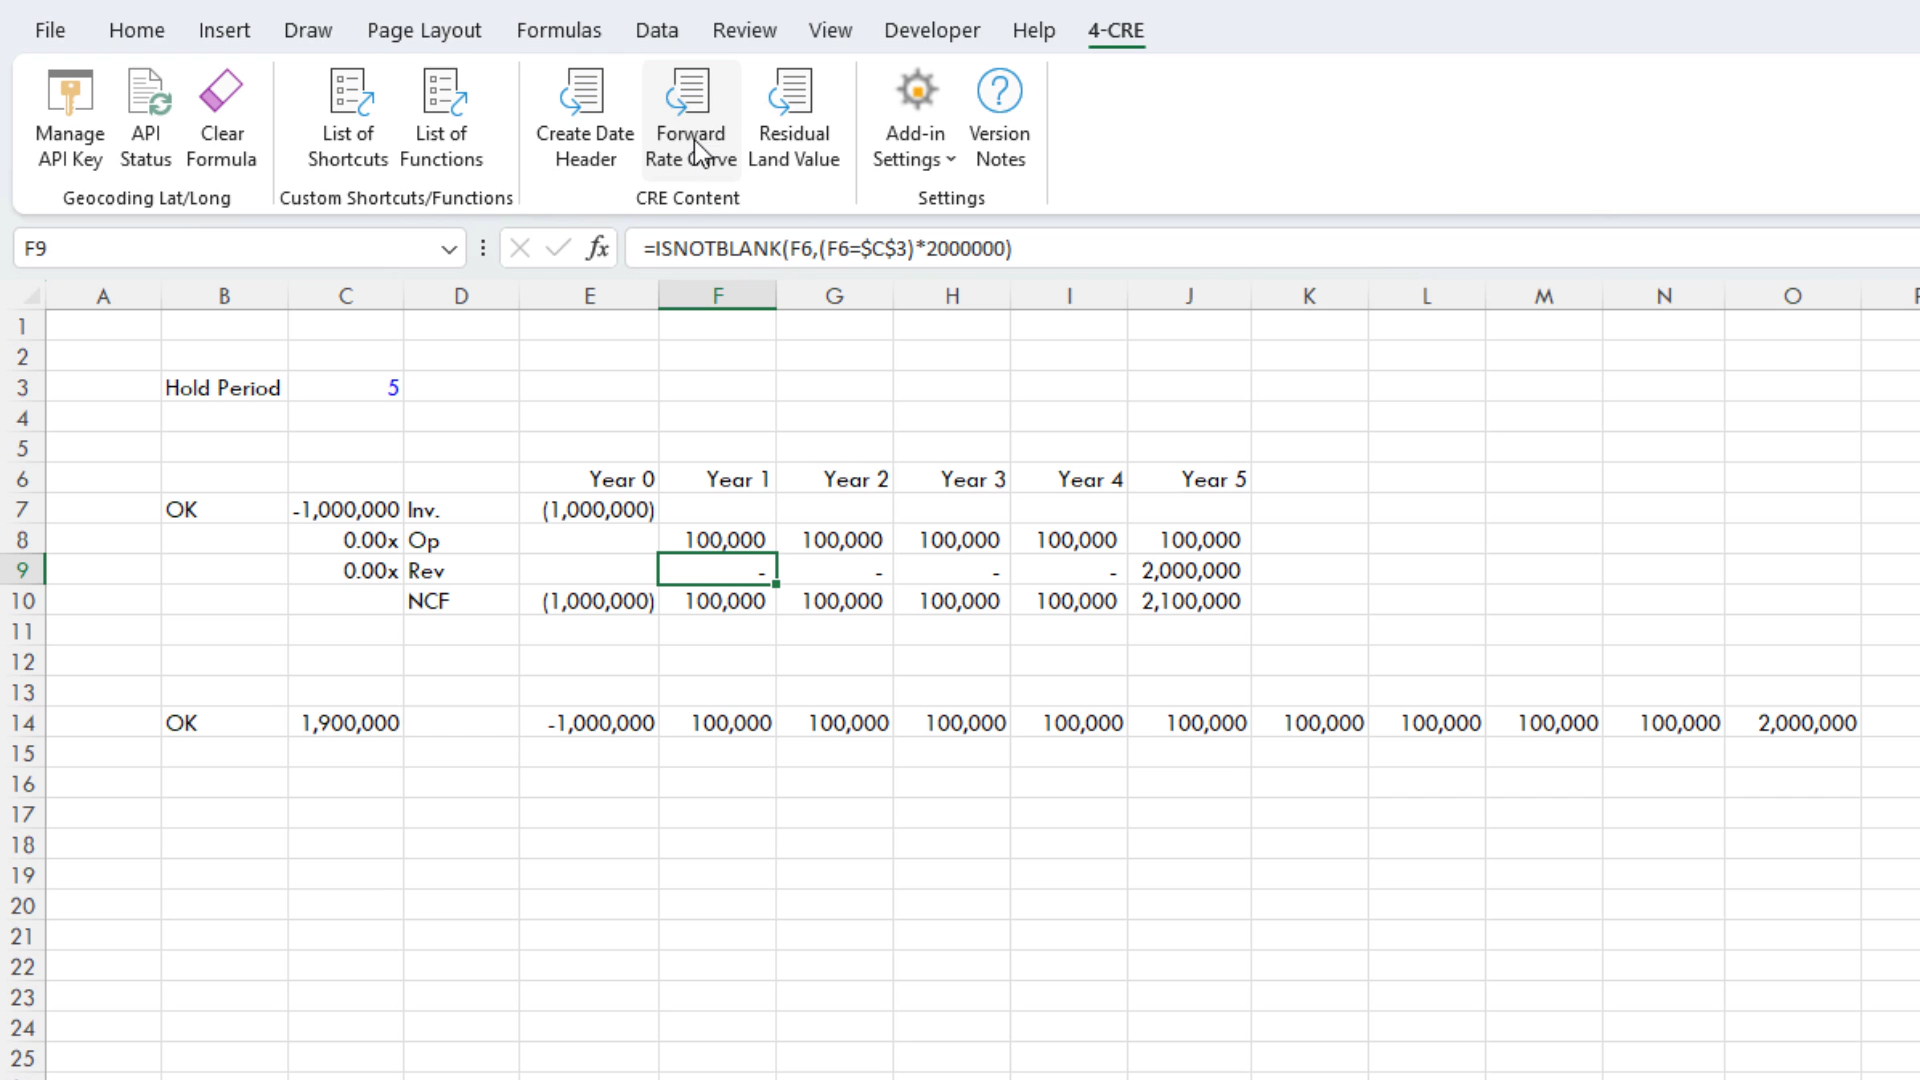 File Home Insert Draw Page Layout Formulas Data Review View Developer Help 4-CRE
Manage API Clear List of List of Create Date Forward Residual Add-in Version
API Key Status Formula Shortcuts Functions Header Rate Curve Land Value Settings Notes
Geocoding Lat/Long Custom Shortcuts/Functions CRE Content Settings
F9 fx =ISNOTBLANK(F6,(F6=$C$3)*2000000)
A B C D E F G H I J K L M N O
1
2
3 Hold Period 5
4
5
6 Year 0 Year 1 Year 2 Year 3 Year 4 Year 5
7 OK -1,000,000 Inv. (1,000,000)
8 0.00x Op 100,000 100,000 100,000 100,000 100,000
9 0.00x Rev - - - - 2,000,000
10 NCF (1,000,000) 100,000 100,000 100,000 100,000 2,100,000
11
12
13
14 OK 1,900,000 -1,000,000 100,000 100,000 100,000 100,000 100,000 100,000 100,000 100,000 100,000 2,000,000
15
16
17
18
19
20
21
22
23
24
25